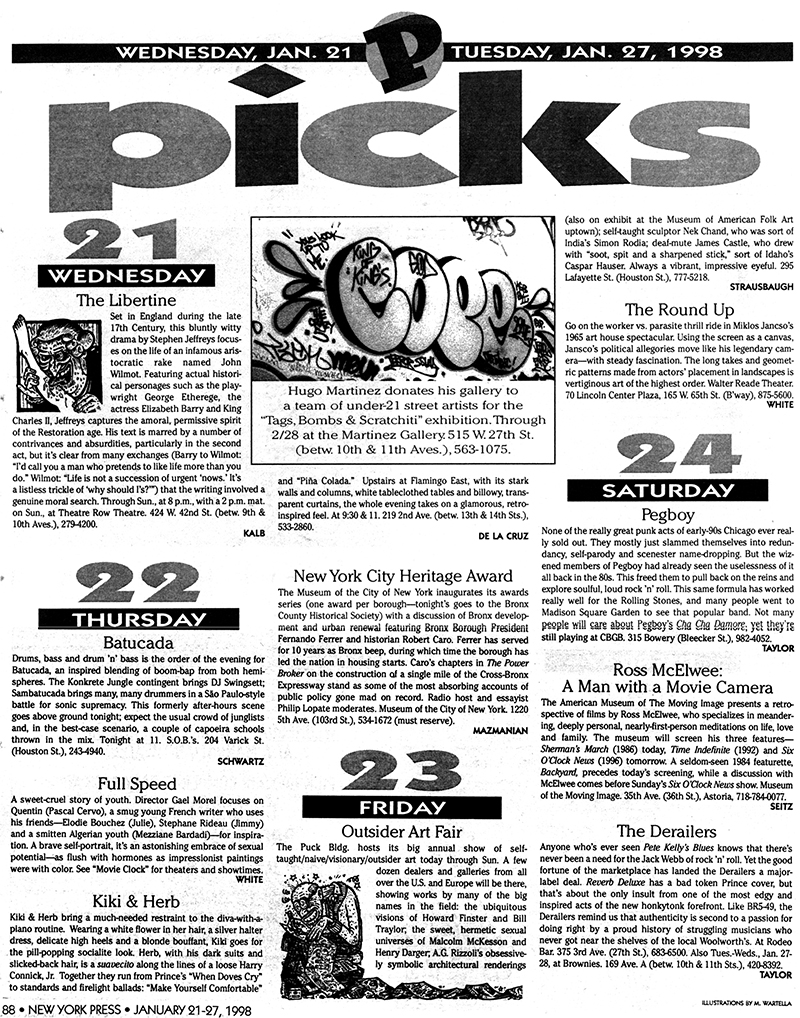 WEDNESDAY, JAN. 21 P TUESDAY, JAN. 27, 1998
picks
21
WEDNESDAY
The Libertine
Set in England during the late
17th Century, this bluntly witty
drama by Stephen Jeffreys focus-
es on the life of an infamous aris-
tocratic rake named John
Wilmot. Featuring actual histori-
cal personages such as the play-
wright George Etherege, the
actress Elizabeth Barry and King
Charles II, Jeffreys captures the amoral, permissive spirit
of the Restoration age. His text is marred by a number of
contrivances and absurdities, particularly in the second
act, but it's clear from many exchanges (Barry to Wilmot:
"I'd call you a man who pretends to like life more than you
do." Wilmot: "Life is not a succession of urgent 'nows.' It's
a listless trickle of 'why should I's?'") that the writing involved a
genuine moral search. Through Sun., at 8 p.m., with a 2 p.m. mat.
on Sun., at Theatre Row Theatre. 424 W. 42nd St. (betw. 9th &
10th Aves.), 279-4200.
KALB
22
THURSDAY
Batucada
Drums, bass and drum 'n' bass is the order of the evening for
Batucada, an inspired blending of boom-bap from both hemi-
spheres. The Konkrete Jungle contingent brings DJ Swingsett;
Sambatucada brings many, many drummers in a São Paulo-style
battle for sonic supremacy. This formerly after-hours scene
goes above ground tonight; expect the usual crowd of junglists
and, in the best-case scenario, a couple of capoeira schools
thrown in the mix. Tonight at 11. S.O.B.'s. 204 Varick St.
(Houston St.), 243-4940.
SCHWARTZ
Full Speed
A sweet-cruel story of youth. Director Gael Morel focuses on
Quentin (Pascal Cervo), a smug young French writer who uses
his friends—Elodie Bouchez (Julle), Stephane Rideau (Jimmy)
and a smitten Algerian youth (Mezziane Bardadi)—for inspira-
tion. A brave self-portrait, it's an astonishing embrace of sexual
potential—as flush with hormones as impressionist paintings
were with color. See "Movie Clock" for theaters and showtimes.
WHITE
Kiki & Herb
Kiki & Herb bring a much-needed restraint to the diva-with-a-
piano routine. Wearing a white flower in her hair, a silver halter
dress, delicate high heels and a blonde bouffant, Kiki goes for
the pill-popping socialite look. Herb, with his dark suits and
slicked-back hair, is a suavecito along the lines of a loose Harry
Connick, Jr. Together they run from Prince's "When Doves Cry"
to standards and firelight ballads: "Make Yourself Comfortable"
KING OF KINGS
COPE
Hugo Martinez donates his gallery to
a team of under-21 street artists for the
"Tags, Bombs & Scratchiti" exhibition. Through
2/28 at the Martinez Gallery. 515 W. 27th St.
(betw. 10th & 11th Aves.), 563-1075.
and "Piña Colada." Upstairs at Flamingo East, with its stark
walls and columns, white tableclothed tables and billowy, trans-
parent curtains, the whole evening takes on a glamorous, retro-
inspired feel. At 9:30 & 11. 219 2nd Ave. (betw. 13th & 14th Sts.),
533-2860.
DE LA CRUZ
New York City Heritage Award
The Museum of the City of New York inaugurates its awards
series (one award per borough—tonight's goes to the Bronx
County Historical Society) with a discussion of Bronx develop-
ment and urban renewal featuring Bronx Borough President
Fernando Ferrer and historian Robert Caro. Ferrer has served
for 10 years as Bronx beep, during which time the borough has
led the nation in housing starts. Caro's chapters in The Power
Broker on the construction of a single mile of the Cross-Bronx
Expressway stand as some of the most absorbing accounts of
public policy gone mad on record. Radio host and essayist
Philip Lopate moderates. Museum of the City of New York. 1220
5th Ave. (103rd St.), 534-1672 (must reserve).
MAZMANIAN
23
FRIDAY
Outsider Art Fair
The Puck Bldg. hosts its big annual show of self-
taught/naive/visionary/outsider art today through Sun. A few
dozen dealers and galleries from all
over the U.S. and Europe will be there,
showing works by many of the big
names in the field: the ubiquitous
visions of Howard Finster and Bill
Traylor; the sweet, hermetic sexual
universes of Malcolm McKesson and
Henry Darger; A.G. Rizzoli's obsessive-
ly symbolic architectural renderings
(also on exhibit at the Museum of American Folk Art
uptown); self-taught sculptor Nek Chand, who was sort of
India's Simon Rodia; deaf-mute James Castle, who drew
with "soot, spit and a sharpened stick," sort of Idaho's
Caspar Hauser. Always a vibrant, impressive eyeful. 295
Lafayette St. (Houston St.), 777-5218.
STRAUSBAUGH
The Round Up
Go on the worker vs. parasite thrill ride in Miklos Jancso's
1965 art house spectacular. Using the screen as a canvas,
Jansco's political allegories move like his legendary cam-
era—with steady fascination. The long takes and geomet-
ric patterns made from actors' placement in landscapes is
vertiginous art of the highest order. Walter Reade Theater.
70 Lincoln Center Plaza, 165 W. 65th St. (B'way), 875-5600.
WHITE
24
SATURDAY
Pegboy
None of the really great punk acts of early-90s Chicago ever real-
ly sold out. They mostly just slammed themselves into redun-
dancy, self-parody and scenester name-dropping. But the wiz-
ened members of Pegboy had already seen the uselessness of it
all back in the 80s. This freed them to pull back on the reins and
explore soulful, loud rock 'n' roll. This same formula has worked
really well for the Rolling Stones, and many people went to
Madison Square Garden to see that popular band. Not many
people will care about Pegboy's Cha Cha Damore; yet they're
still playing at CBGB. 315 Bowery (Bleecker St.), 982-4052.
TAYLOR
Ross McElwee:
A Man with a Movie Camera
The American Museum of The Moving Image presents a retro-
spective of films by Ross McElwee, who specializes in meander-
ing, deeply personal, nearly-first-person meditations on life, love
and family. The museum will screen his three features—
Sherman's March (1986) today, Time Indefinite (1992) and Six
O'Clock News (1996) tomorrow. A seldom-seen 1984 featurette,
Backyard, precedes today's screening, while a discussion with
McElwee comes before Sunday's Six O'Clock News show. Museum
of the Moving Image. 35th Ave. (36th St.), Astoria, 718-784-0077.
SEITZ
The Derailers
Anyone who's ever seen Pete Kelly's Blues knows that there's
never been a need for the Jack Webb of rock 'n' roll. Yet the good
fortune of the marketplace has landed the Derailers a major-
label deal. Reverb Deluxe has a bad token Prince cover, but
that's about the only insult from one of the most edgy and
inspired acts of the new honkytonk forefront. Like BR5-49, the
Derailers remind us that authenticity is second to a passion for
doing right by a proud history of struggling musicians who
never got near the shelves of the local Woolworth's. At Rodeo
Bar. 375 3rd Ave. (27th St.), 683-6500. Also Tues.-Weds., Jan. 27-
28, at Brownies. 169 Ave. A (betw. 10th & 11th Sts.), 420-8392.
TAYLOR
ILLUSTRATIONS BY M. WARTELLA
88 • NEW YORK PRESS • JANUARY 21-27, 1998